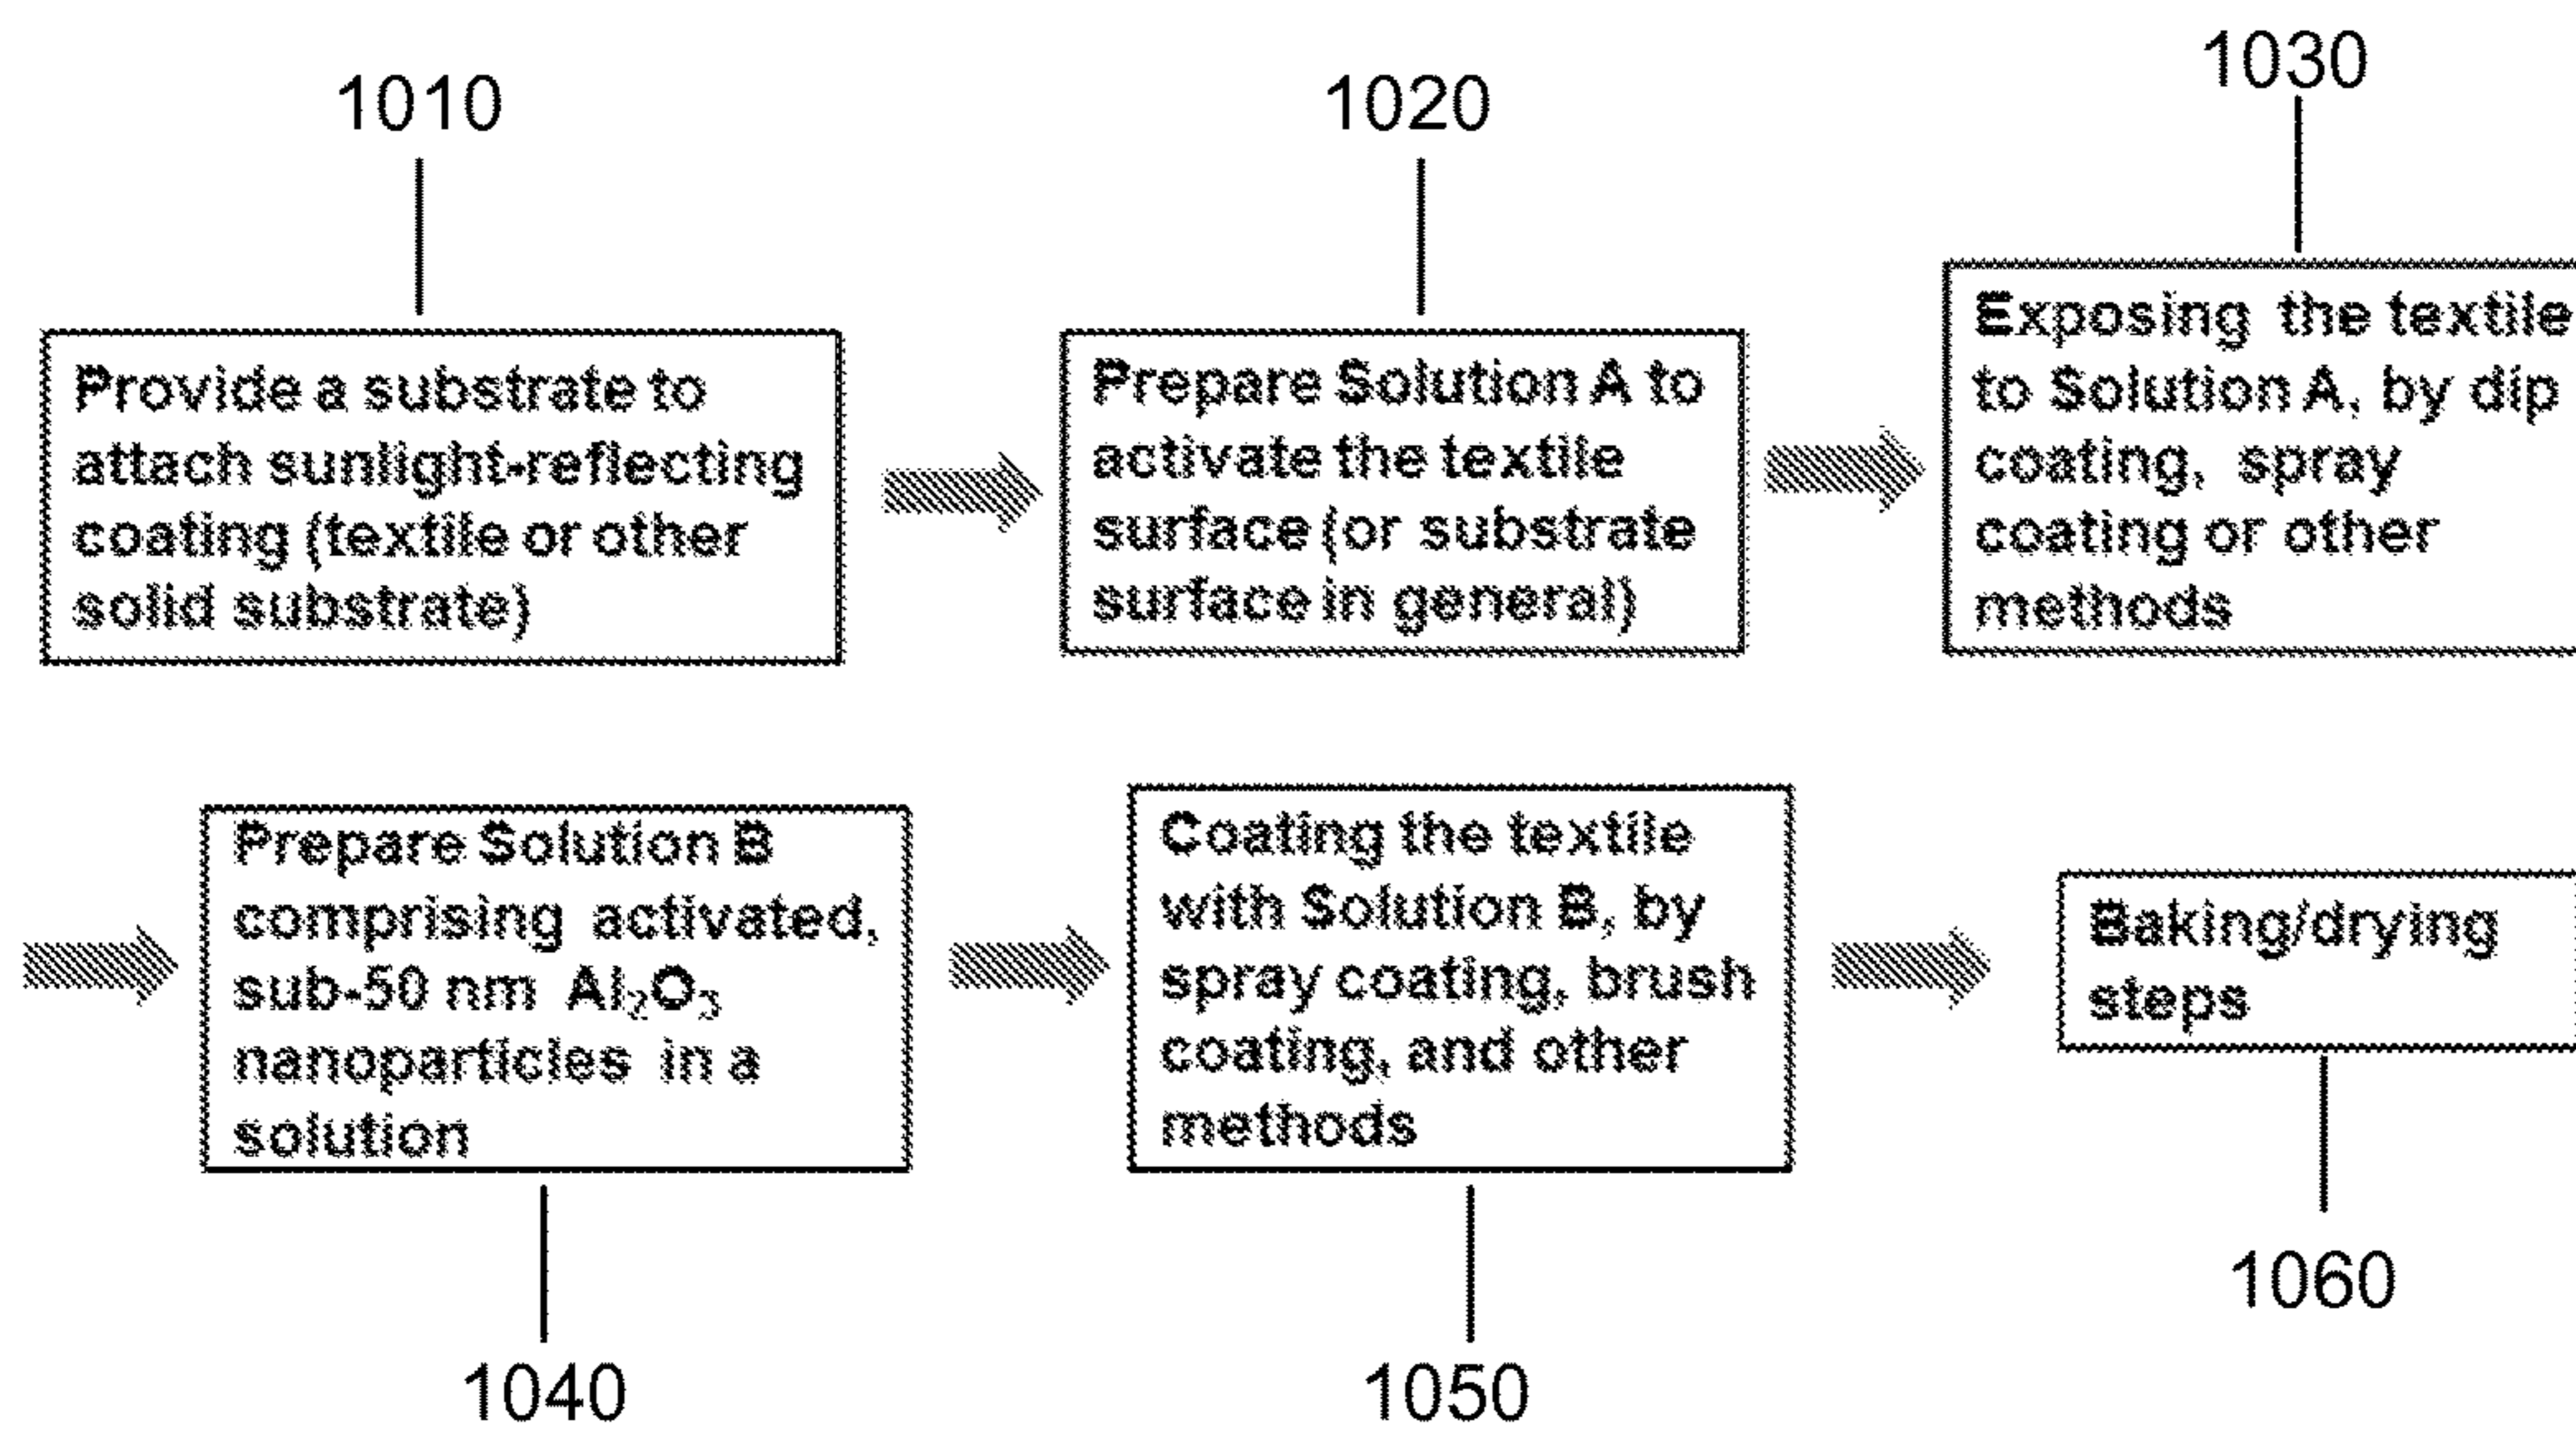 1010
1020
1030
Provide a substrate to
attach sunlight-reflecting
coating (textile or other
solid substrate)
Prepare Solution A to
activate the textile
surface (or substrate
surface in general)
Exposing the textile
to Solution A, by dip
coating, spray
coating or other
methods
Prepare Solution B
comprising activated,
sub-50 nm Al₂O₃
nanoparticles in a
solution
Coating the textile
with Solution B, by
spray coating, brush
coating, and other
methods
Baking/drying
steps
1040
1050
1060